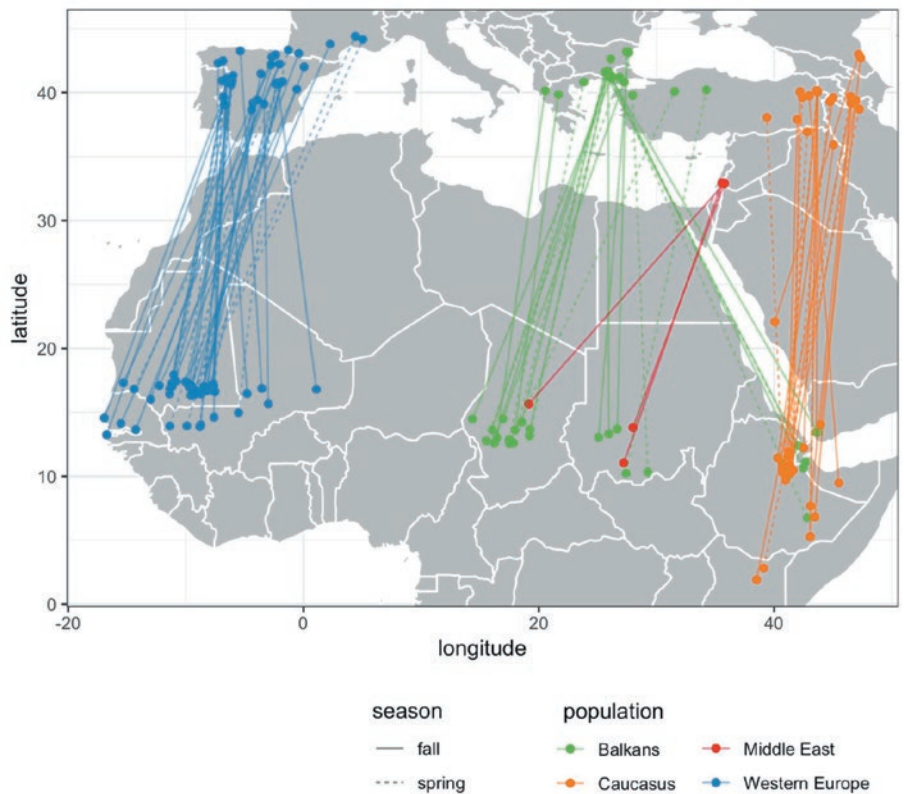 latitude
40
30
20
10
0
-20
0
20
40
longitude
season
population
fall
Balkans
Middle East
spring
Caucasus
Western Europe